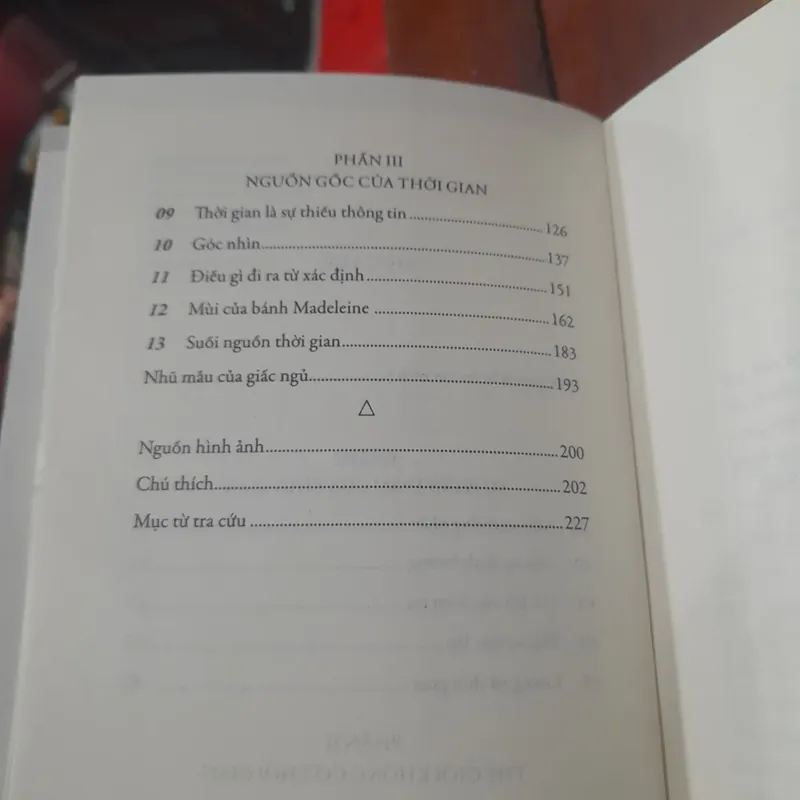 PHẦN III
NGUỒN GỐC CỦA THỜI GIAN
09 Thời gian là sự thiếu thông tin 126
10 Góc nhìn 137
11 Điều gì đi ra từ xác định 151
12 Mùi của bánh Madeleine 162
13 Suối nguồn thời gian 183
Nhũ mẫu của giấc ngủ 193
△
Nguồn hình ảnh 200
Chú thích 202
Mục từ tra cứu 227